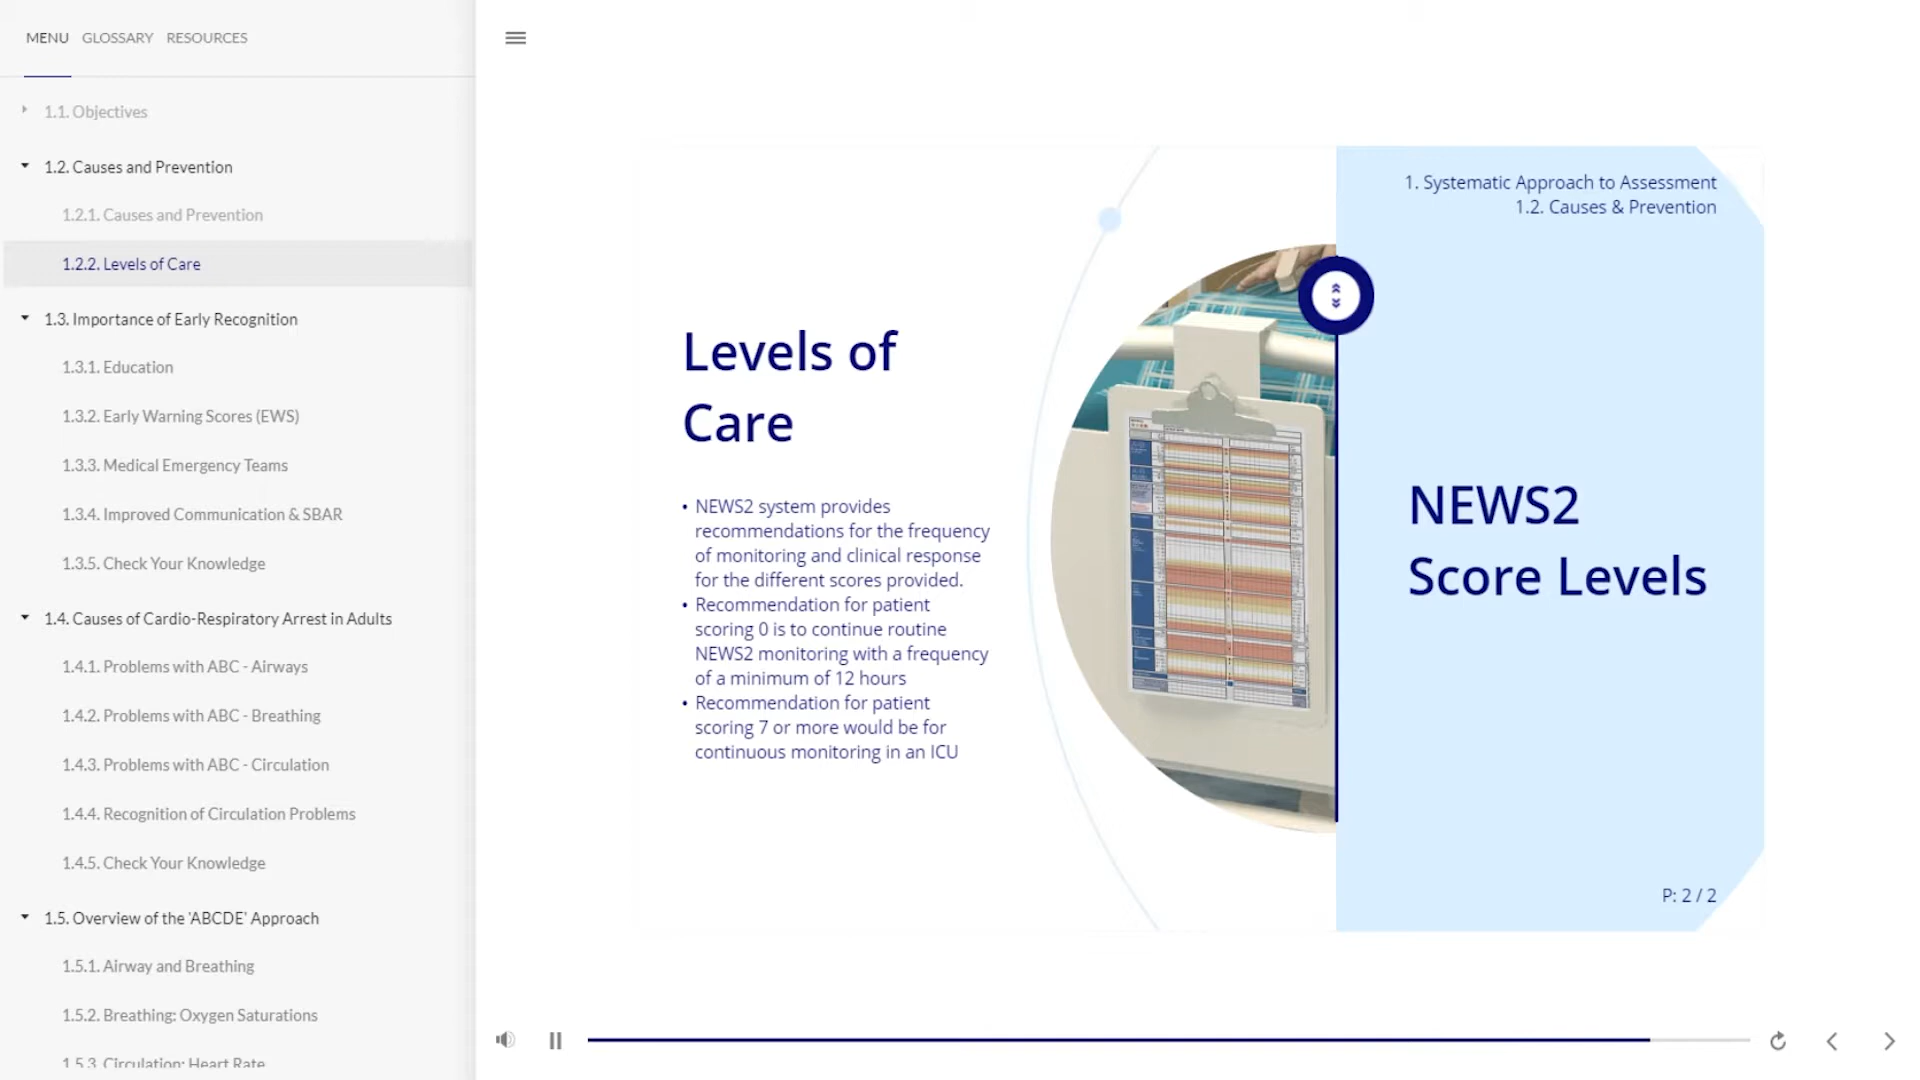 MENU GLOSSARY RESOURCES
1.1. Objectives
1.2. Causes and Prevention
1.2.1. Causes and Prevention
1.2.2. Levels of Care
1.3. Importance of Early Recognition
1.3.1. Education
1.3.2. Early Warning Scores (EWS)
1.3.3. Medical Emergency Teams
1.3.4. Improved Communication & SBAR
1.3.5. Check Your Knowledge
1.4. Causes of Cardio-Respiratory Arrest in Adults
1.4.1. Problems with ABC - Airways
1.4.2. Problems with ABC - Breathing
1.4.3. Problems with ABC - Circulation
1.4.4. Recognition of Circulation Problems
1.4.5. Check Your Knowledge
1.5. Overview of the 'ABCDE' Approach
1.5.1. Airway and Breathing
1.5.2. Breathing: Oxygen Saturations
1.5.3. Circulation: Heart Rate
Levels of
Care
• NEWS2 system provides
recommendations for the frequency
of monitoring and clinical response
for the different scores provided.
• Recommendation for patient
scoring 0 is to continue routine
NEWS2 monitoring with a frequency
of a minimum of 12 hours
• Recommendation for patient
scoring 7 or more would be for
continuous monitoring in an ICU
1. Systematic Approach to Assessment
1.2. Causes & Prevention
NEWS2
Score Levels
P: 2 / 2